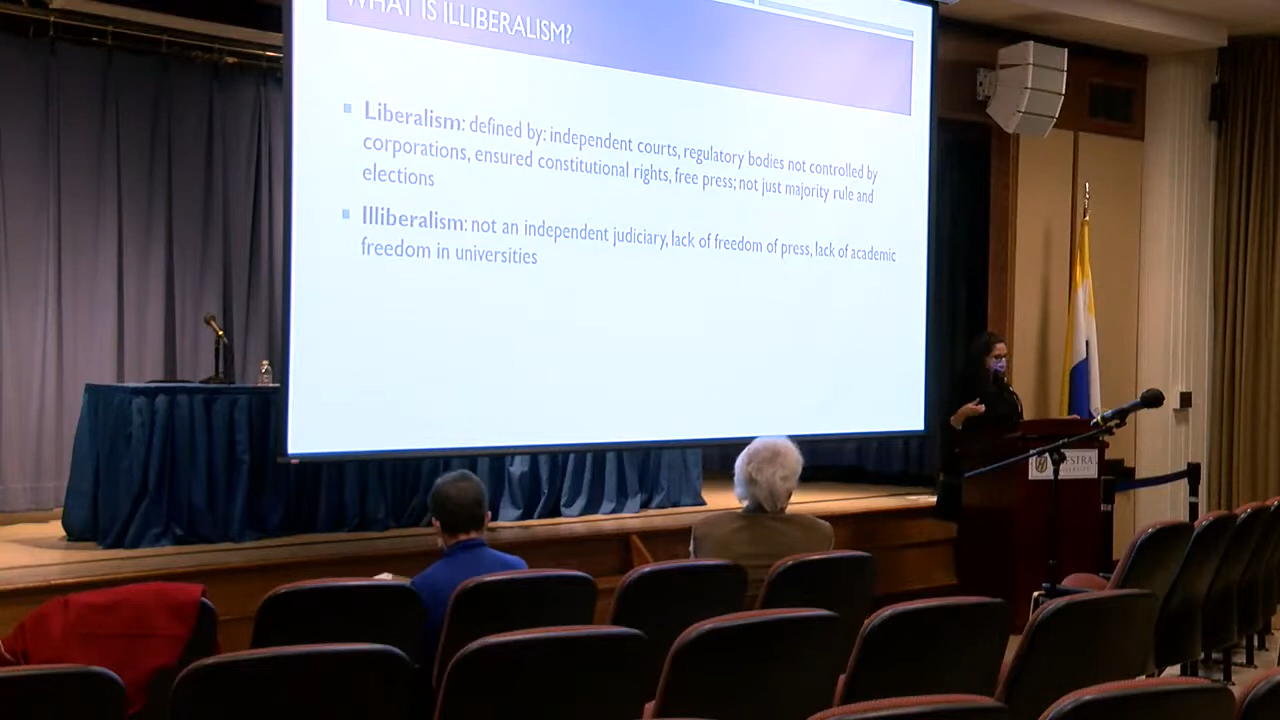 WHAT IS ILLIBERALISM?
Liberalism: defined by: independent courts, regulatory bodies not controlled by
corporations, ensured constitutional rights, free press; not just majority rule and
elections
Illiberalism: not an independent judiciary, lack of freedom of press, lack of academic
freedom in universities